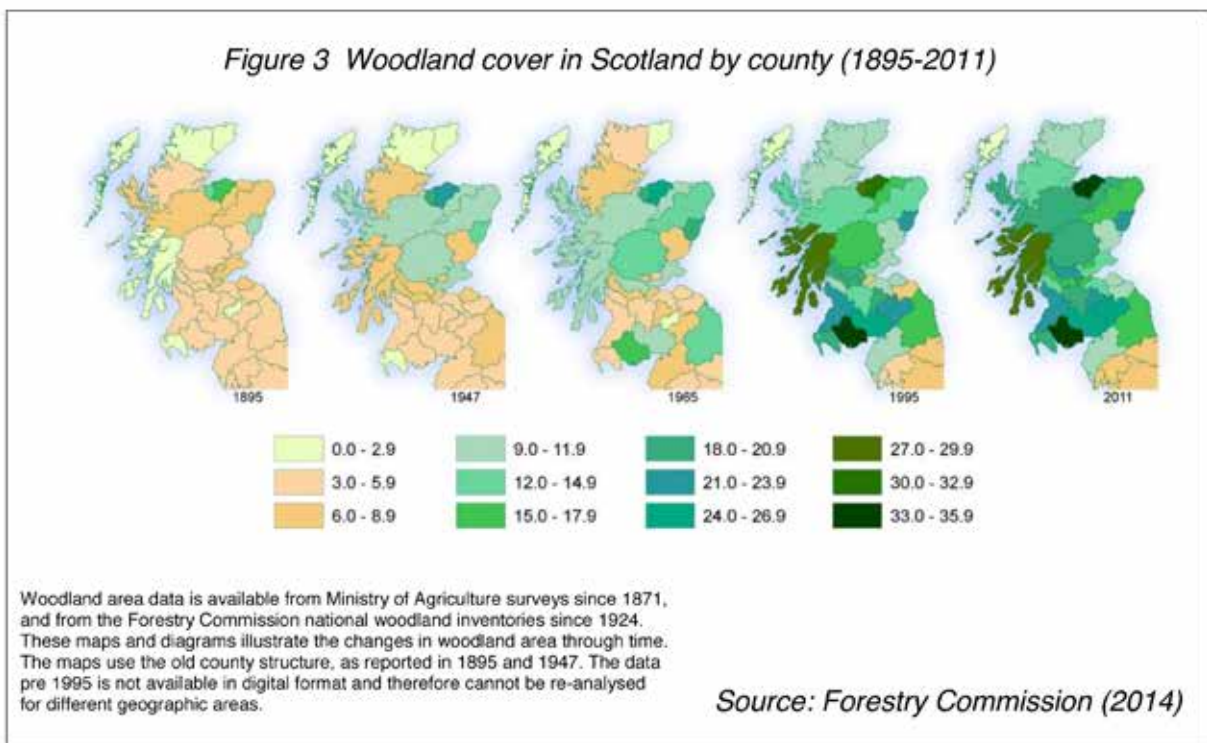 Figure 3 Woodland cover in Scotland by county (1895-2011)
1895
1947
1965
1995
2011
0.0 - 2.9
9.0 - 11.9
18.0 - 20.9
27.0 - 29.9
3.0 - 5.9
12.0 - 14.9
21.0 - 23.9
30.0 - 32.9
6.0 - 8.9
15.0 - 17.9
24.0 - 26.9
33.0 - 35.9
Woodland area data is available from Ministry of Agriculture surveys since 1871,
and from the Forestry Commission national woodland inventories since 1924.
These maps and diagrams illustrate the changes in woodland area through time.
The maps use the old county structure, as reported in 1895 and 1947. The data
pre 1995 is not available in digital format and therefore cannot be re-analysed
for different geographic areas.
Source: Forestry Commission (2014)